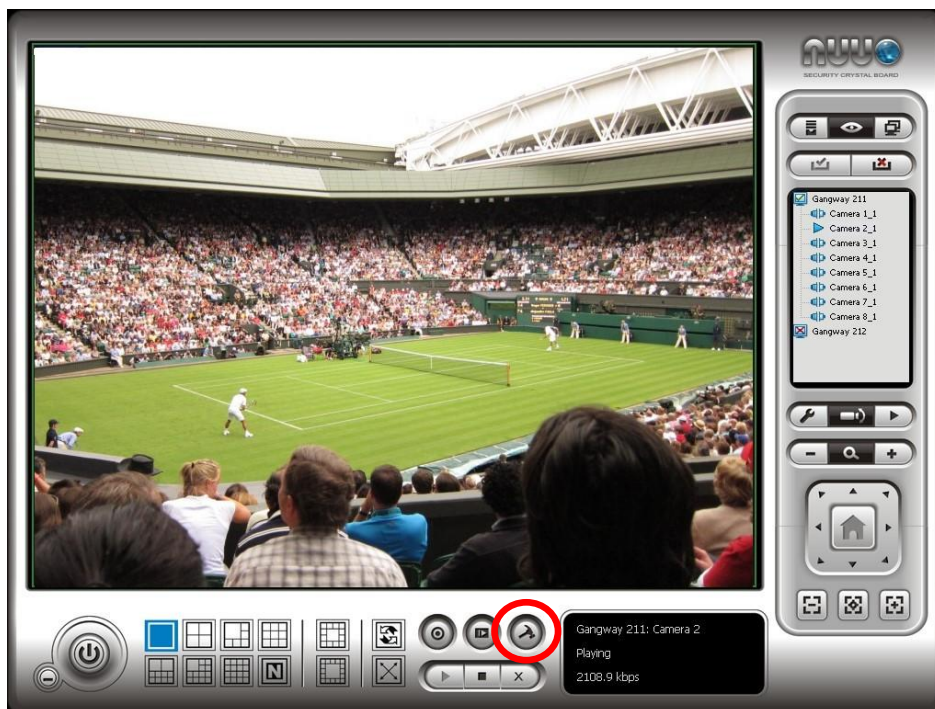 nuuo
SECURITY CRYSTAL BOARD
Gangway 211
Camera 1_1
Camera 2_1
Camera 3_1
Camera 4_1
Camera 5_1
Camera 6_1
Camera 7_1
Camera 8_1
Gangway 212
N
Gangway 211: Camera 2
Playing
2108.9 kbps